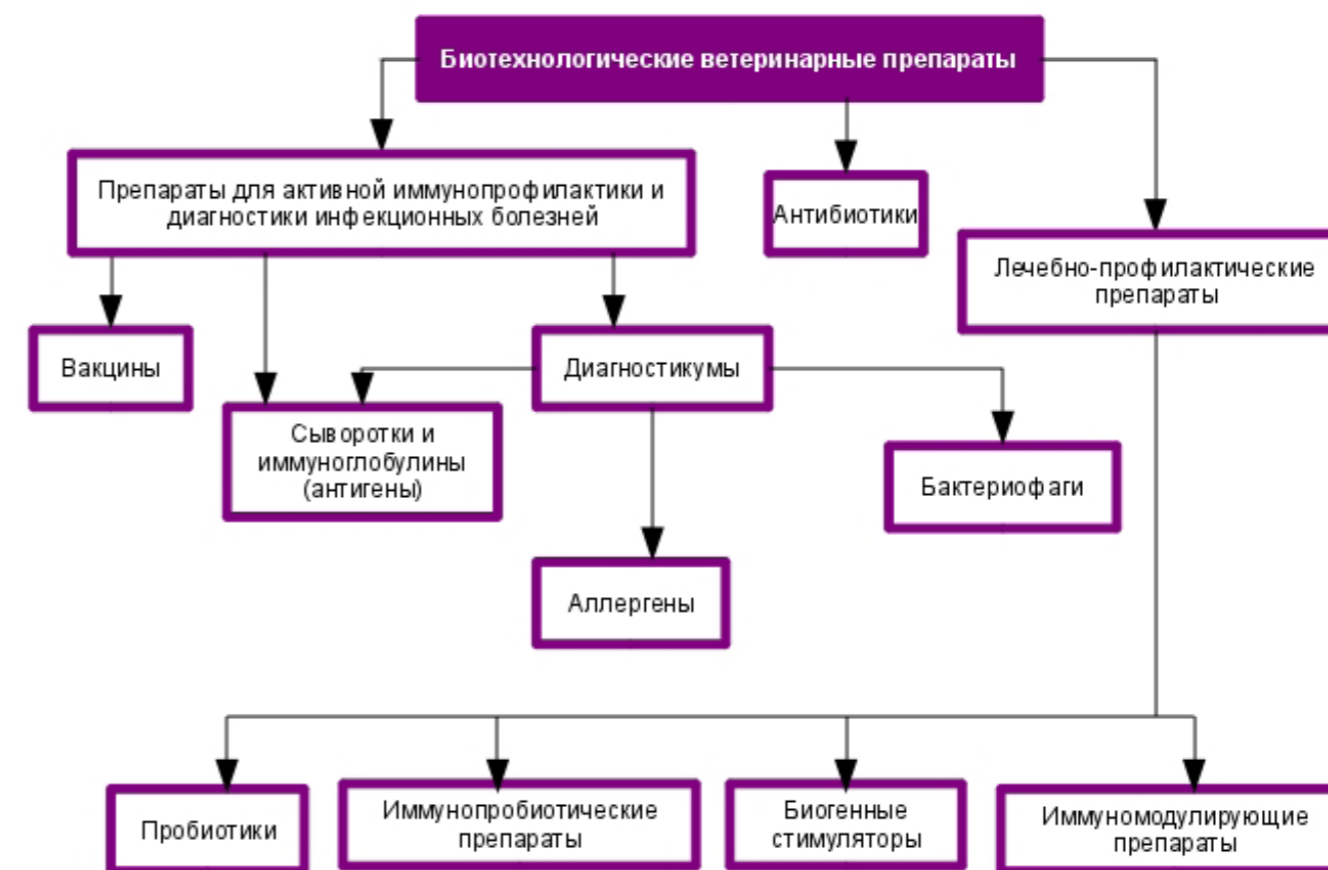 Биотехнологические ветеринарные препараты
Препараты для активной иммунопрофилактики и
диагностики инфекционных болезней
Антибиотики
Лечебно-профилактические
препараты
Вакцины
Диагностикумы
Сыворотки и
иммуноглобулины
(антигены)
Бактериофаги
Аллергены
Пробиотики
Иммунопробиотические
препараты
Биогенные
стимуляторы
Иммуномодулирующие
препараты